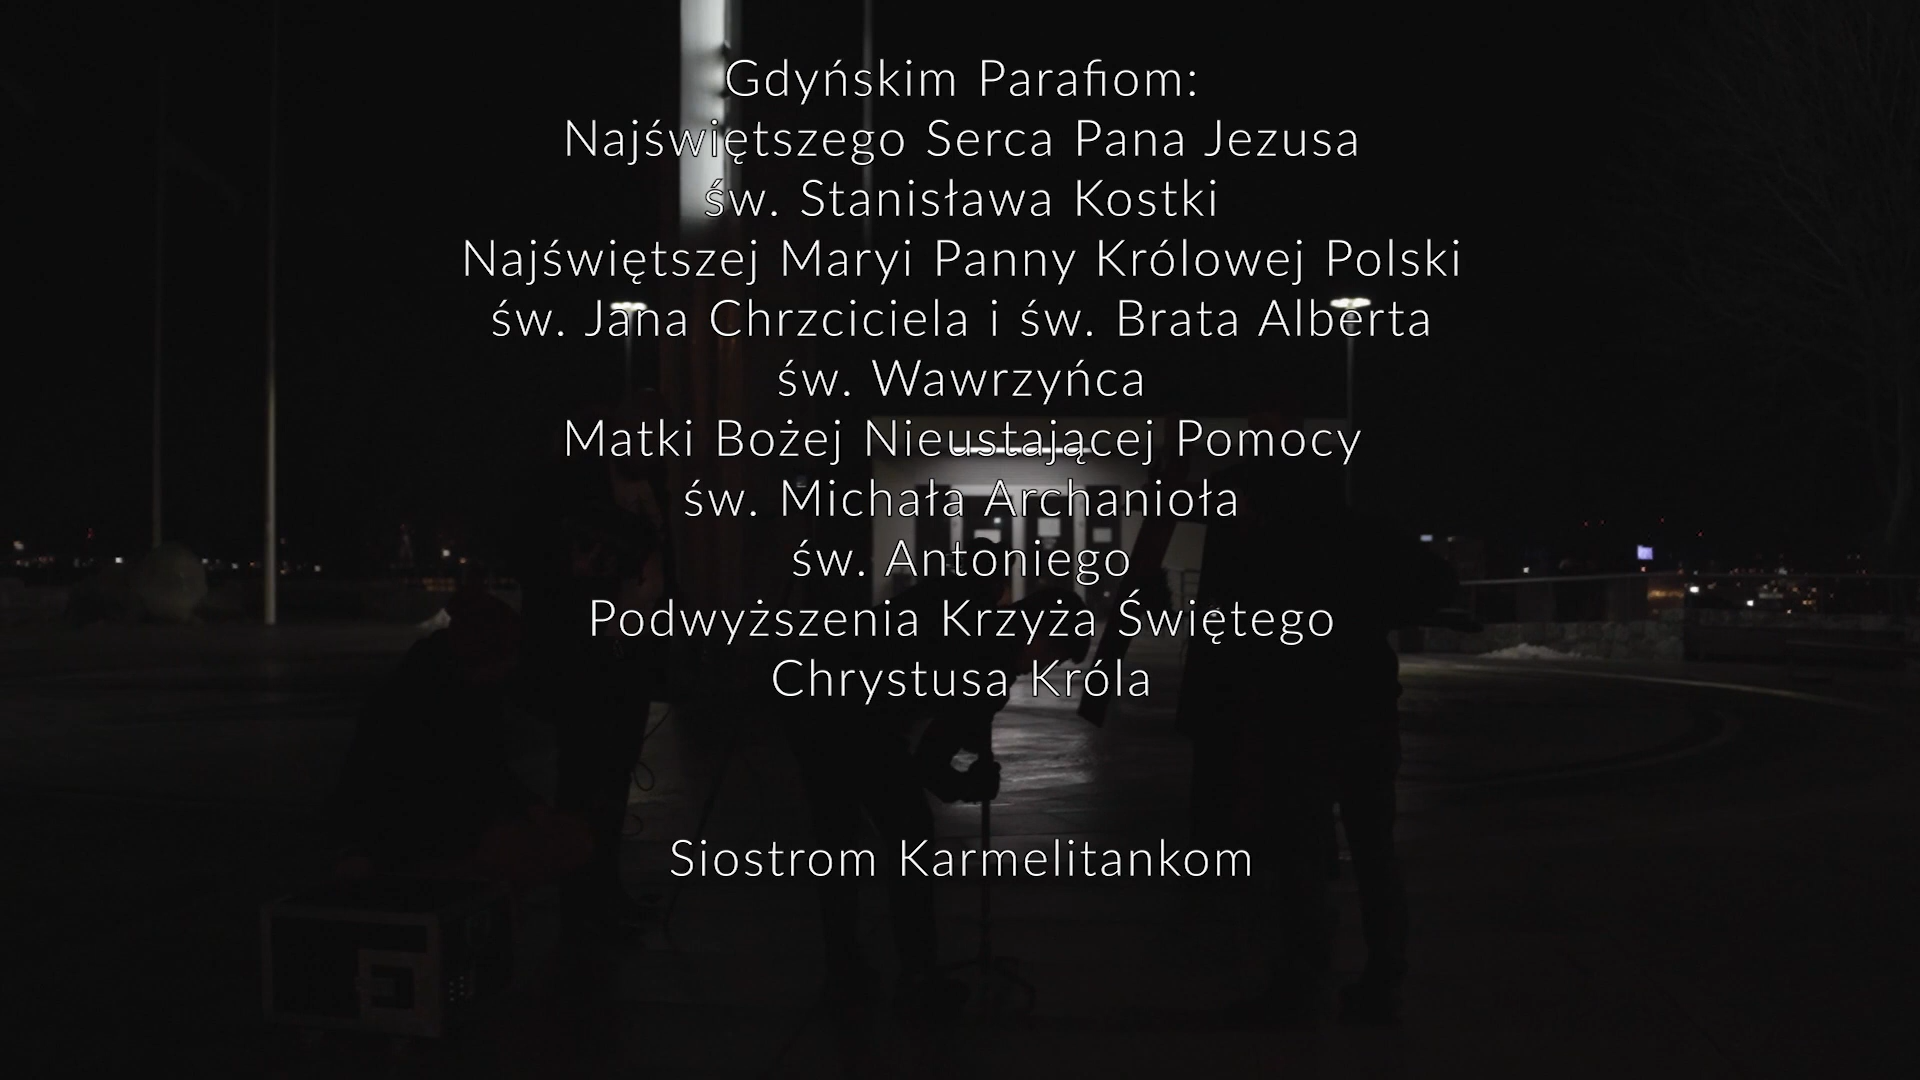 Gdyńskim Parafiom:
Najświętszego Serca Pana Jezusa
św. Stanisława Kostki
Najświętszej Maryi Panny Królowej Polski
św. Jana Chrzciciela i św. Brata Alberta
św. Wawrzyńca
Matki Bożej Nieustającej Pomocy
św. Michała Archanioła
św. Antoniego
Podwyższenia Krzyża Świętego
Chrystusa Króla
Siostrom Karmelitankom